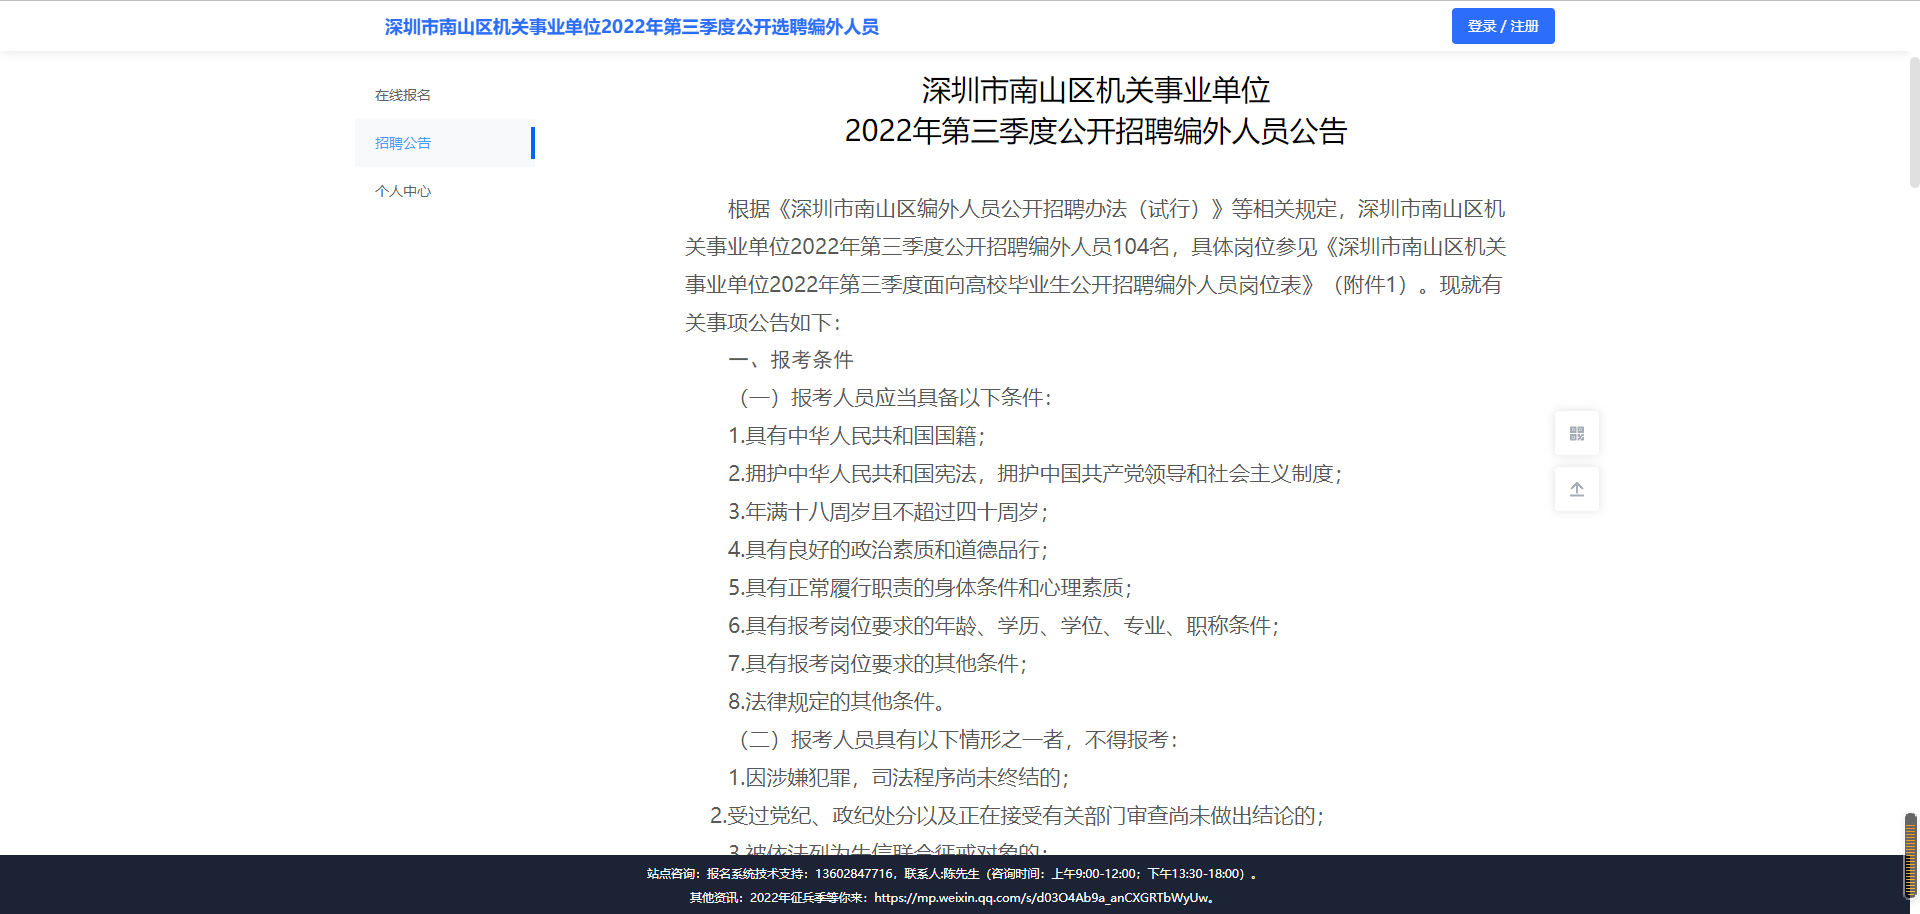 深圳市南山区机关事业单位2022年第三季度公开选聘编外人员
登录 / 注册
在线报名
招聘公告
个人中心
深圳市南山区机关事业单位
2022年第三季度公开招聘编外人员公告
根据《深圳市南山区编外人员公开招聘办法（试行）》等相关规定，深圳市南山区机
关事业单位2022年第三季度公开招聘编外人员104名，具体岗位参见《深圳市南山区机关
事业单位2022年第三季度面向高校毕业生公开招聘编外人员岗位表》（附件1）。现就有
关事项公告如下：
一、报考条件
（一）报考人员应当具备以下条件：
1.具有中华人民共和国国籍；
2.拥护中华人民共和国宪法，拥护中国共产党领导和社会主义制度；
3.年满十八周岁且不超过四十周岁；
4.具有良好的政治素质和道德品行；
5.具有正常履行职责的身体条件和心理素质；
6.具有报考岗位要求的年龄、学历、学位、专业、职称条件；
7.具有报考岗位要求的其他条件；
8.法律规定的其他条件。
（二）报考人员具有以下情形之一者，不得报考：
1.因涉嫌犯罪，司法程序尚未终结的；
2.受过党纪、政纪处分以及正在接受有关部门审查尚未做出结论的；
3.被依法列为失信联合惩戒对象的；
站点咨询：报名系统技术支持：13602847716，联系人:陈先生（咨询时间：上午9:00-12:00；下午13:30-18:00）。
其他资讯：2022年征兵季等你来：https://mp.weixin.qq.com/s/d03O4Ab9a_anCXGRTbWyUw。